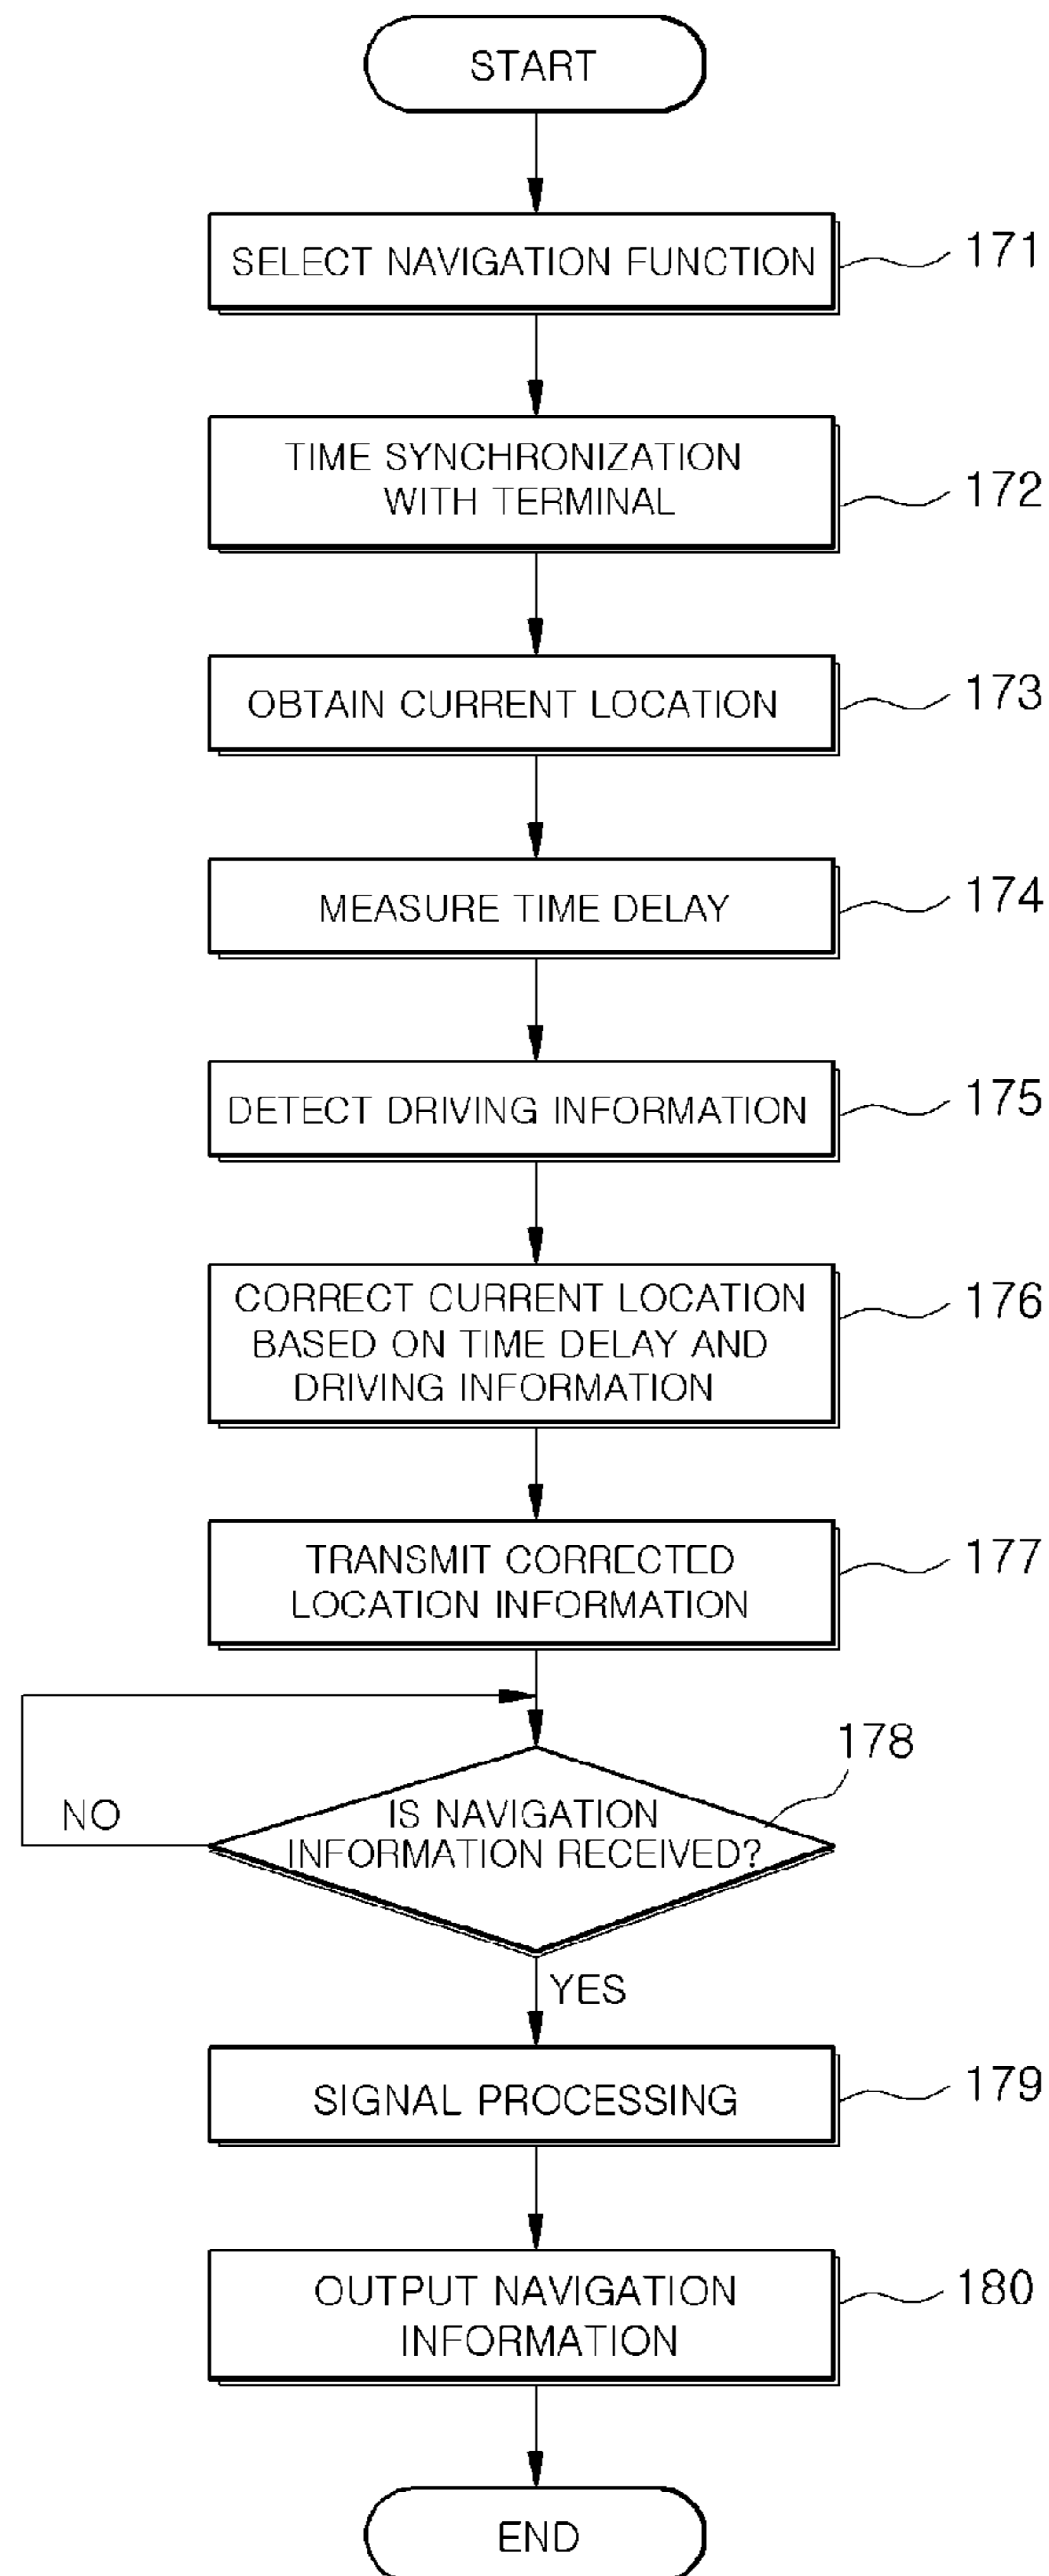 START
SELECT NAVIGATION FUNCTION
171
TIME SYNCHRONIZATION
WITH TERMINAL
172
OBTAIN CURRENT LOCATION
173
MEASURE TIME DELAY
174
DETECT DRIVING INFORMATION
175
CORRECT CURRENT LOCATION
BASED ON TIME DELAY AND
DRIVING INFORMATION
176
TRANSMIT CORRECTED
LOCATION INFORMATION
177
178
IS NAVIGATION
INFORMATION RECEIVED?
NO
YES
SIGNAL PROCESSING
179
OUTPUT NAVIGATION
INFORMATION
180
END